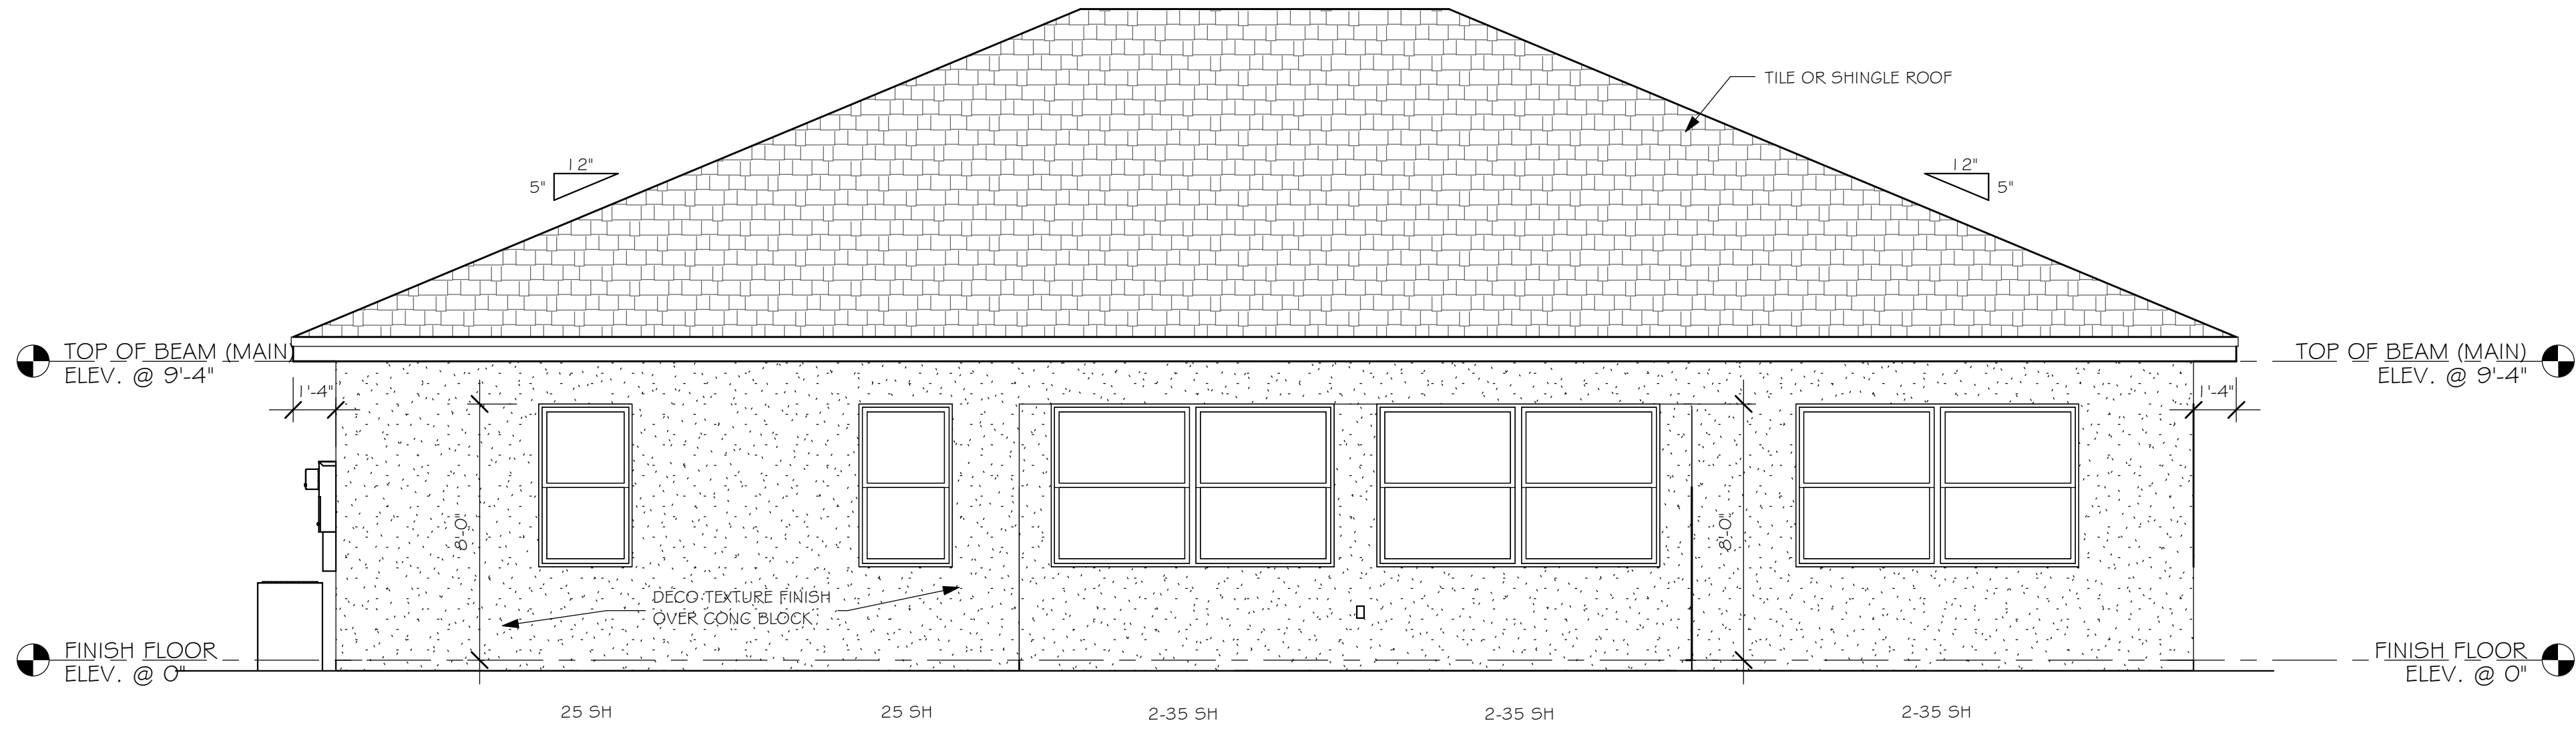 TILE OR SHINGLE ROOF
12"
5"
12"
5"
TOP OF BEAM (MAIN)
ELEV. @ 9'-4"
TOP OF BEAM (MAIN)
ELEV. @ 9'-4"
1'-4"
1'-4"
8'-0"
8'-0"
DECO TEXTURE FINISH
OVER CONC BLOCK
FINISH FLOOR
ELEV. @ 0"
FINISH FLOOR
ELEV. @ 0"
25 SH
25 SH
2-35 SH
2-35 SH
2-35 SH